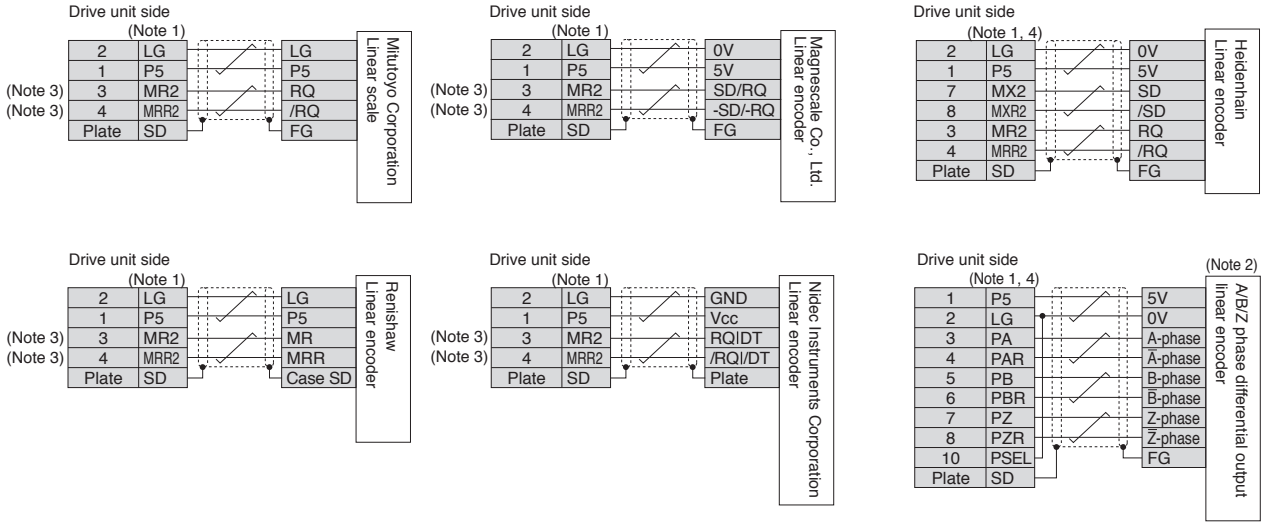 Drive unit side
(Note 1)
2 LG LG
1 P5 P5
(Note 3) 3 MR2 RQ
(Note 3) 4 MRR2 /RQ
Plate SD FG
Mitutoyo Corporation
Linear scale
Drive unit side
(Note 1)
2 LG 0V
1 P5 5V
(Note 3) 3 MR2 SD/RQ
(Note 3) 4 MRR2 -SD/-RQ
Plate SD FG
Magnescale Co., Ltd.
Linear encoder
Drive unit side
(Note 1, 4)
2 LG 0V
1 P5 5V
7 MX2 SD
8 MXR2 /SD
3 MR2 RQ
4 MRR2 /RQ
Plate SD FG
Heidenhain
Linear encoder
Drive unit side
(Note 1)
2 LG LG
1 P5 P5
(Note 3) 3 MR2 MR
(Note 3) 4 MRR2 MRR
Plate SD Case SD
Renishaw
Linear encoder
Drive unit side
(Note 1)
2 LG GND
1 P5 Vcc
(Note 3) 3 MR2 RQIDT
(Note 3) 4 MRR2 /RQI/DT
Plate SD Plate
Nidec Instruments Corporation
Linear encoder
Drive unit side
(Note 1, 4)
(Note 2)
1 P5 5V
2 LG 0V
3 PA A-phase
4 PAR A̅-phase
5 PB B-phase
6 PBR B̅-phase
7 PZ Z-phase
8 PZR Z̅-phase
10 PSEL FG
Plate SD
A/B/Z phase differential output
linear encoder